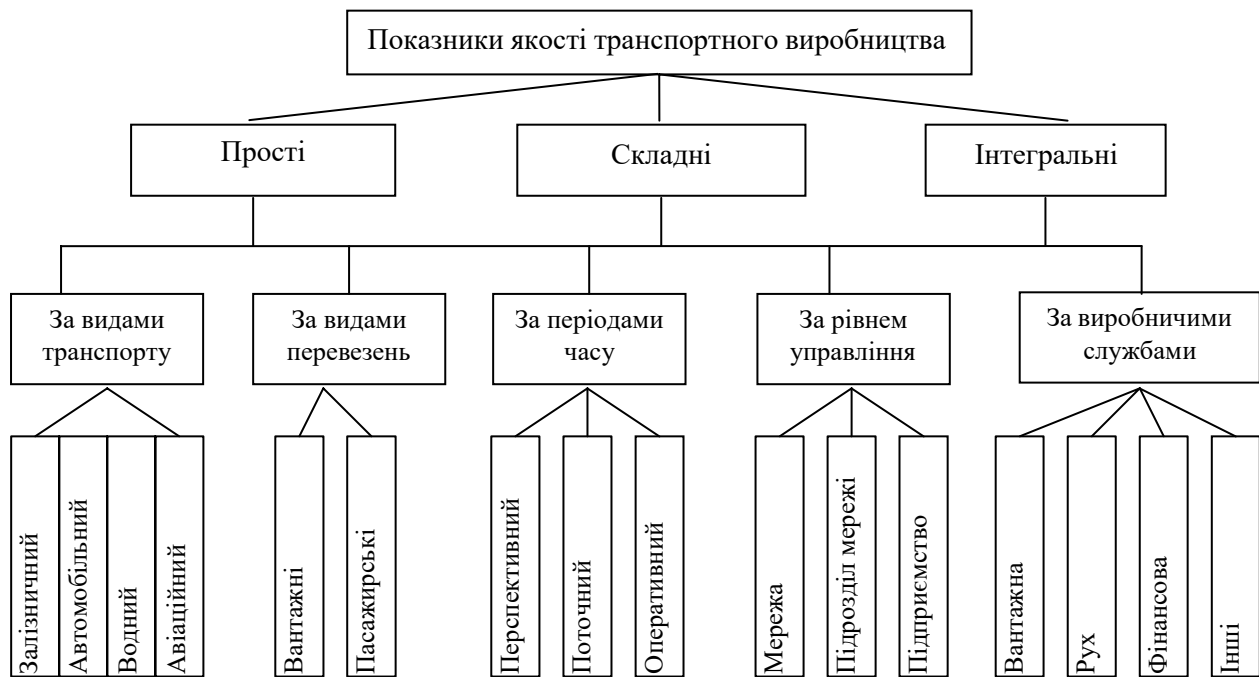 Показники якості транспортного виробництва
Прості
Складні
Інтегральні
За видами
транспорту
За видами
перевезень
За періодами
часу
За рівнем
управління
За виробничими
службами
Залізничний
Автомобільний
Водний
Авіаційний
Вантажні
Пасажирські
Перспективний
Поточний
Оперативний
Мережа
Підрозділ мережі
Підприємство
Вантажна
Рух
Фінансова
Інші